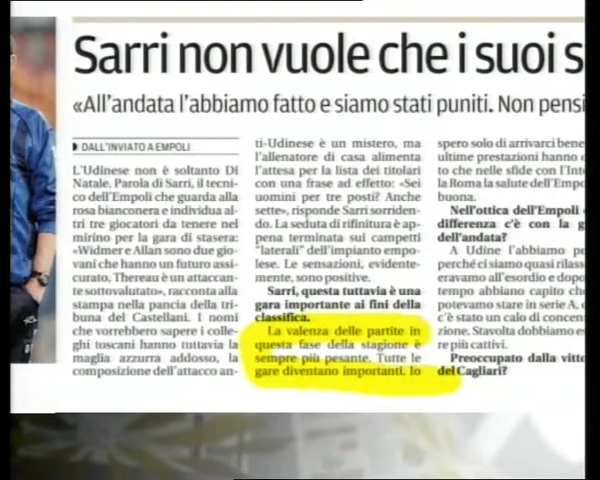 Sarri non vuole che i suoi s
«All'andata l'abbiamo fatto e siamo stati puniti. Non pensi
DALL'INVIATO A EMPOLI
L'Udinese non è soltanto Di
Natale. Parola di Sarri, il tecni-
co dell'Empoli che guarda alla
rosa bianconera e individua al-
tri tre giocatori da tenere nel
mirino per la gara di stasera:
«Widmer e Allan sono due gio-
vani che hanno un futuro assi-
curato, Thereau è un attaccan-
te sottovalutato», racconta alla
stampa nella pancia della tri-
buna del Castellani. I nomi
che vorrebbero sapere i colle-
ghi toscani hanno tuttavia la
maglia azzurra addosso, la
composizione dell'attacco an-
ti-Udinese è un mistero, ma
l'allenatore di casa alimenta
l'attesa per la lista dei titolari
con una frase ad effetto: «Sei
uomini per tre posti? Anche
sette», risponde Sarri sorriden-
do. La seduta di rifinitura è ap-
pena terminata sui campetti
"laterali" dell'impianto empo-
lese. Le sensazioni, evidente-
mente, sono positive.
Sarri, questa tuttavia è una
gara importante ai fini della
classifica.
La valenza delle partite in
questa fase della stagione è
sempre più pesante. Tutte le
gare diventano importanti. Io
spero solo di arrivarci bene
ultime prestazioni hanno
to che nelle sfide con l'Int
la Roma la salute dell'Empo
buona.
Nell'ottica dell'Empoli
differenza c'è con la g
dell'andata?
A Udine l'abbiamo pe
perché ci siamo quasi rilass
eravamo all'esordio e dopo
tempo abbiamo capito ch
potevamo stare in serie A,
c'è stato un calo di concen
zione. Stavolta dobbiamo es
re più cattivi.
Preoccupato dalla vitto
del Cagliari?